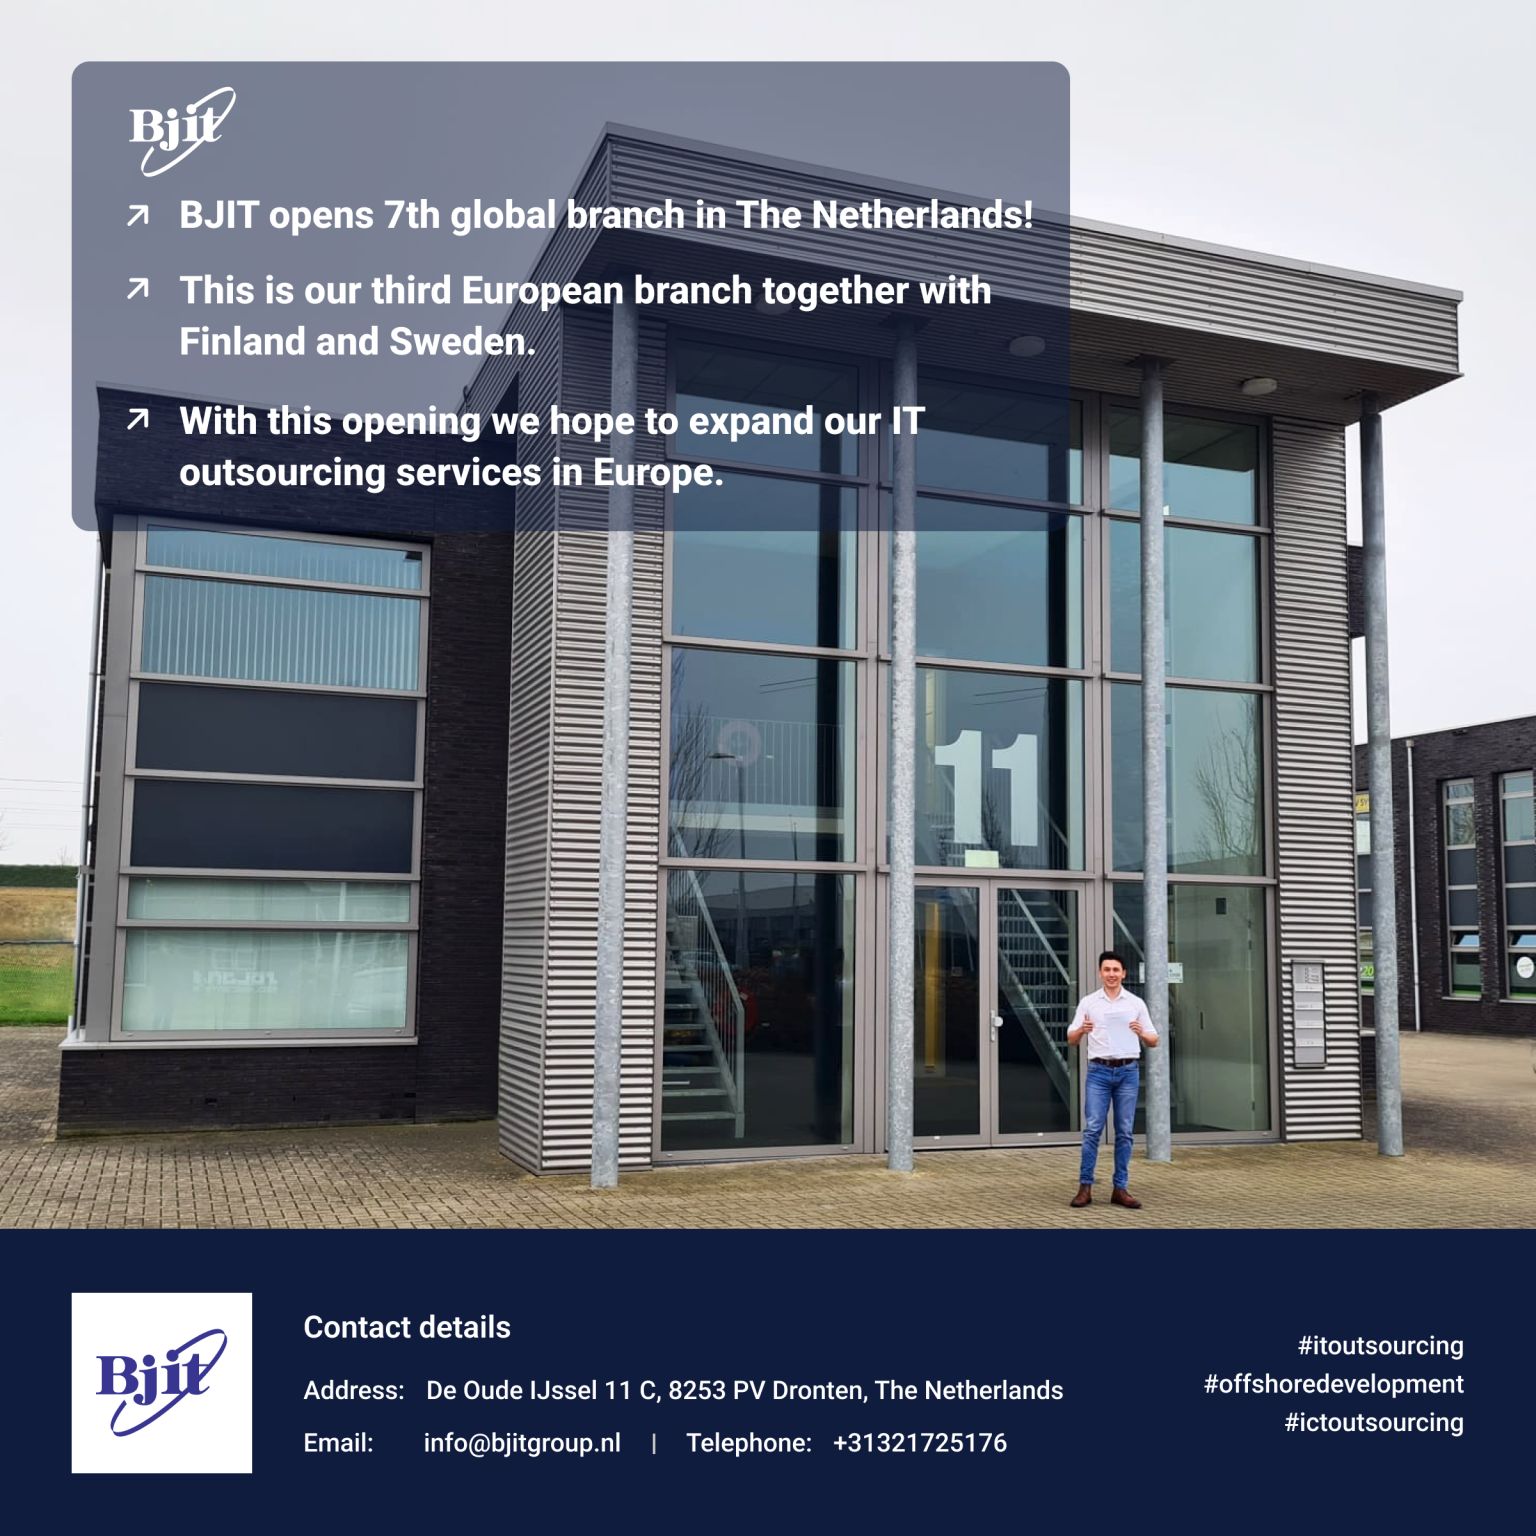 Bjit
BJIT opens 7th global branch in The Netherlands!
This is our third European branch together with
Finland and Sweden.
With this opening we hope to expand our IT
outsourcing services in Europe.
11
Bjit
Contact details
Address: De Oude IJssel 11 C, 8253 PV Dronten, The Netherlands
Email: info@bjitgroup.nl | Telephone: +31321725176
#itoutsourcing
#offshoredevelopment
#ictoutsourcing